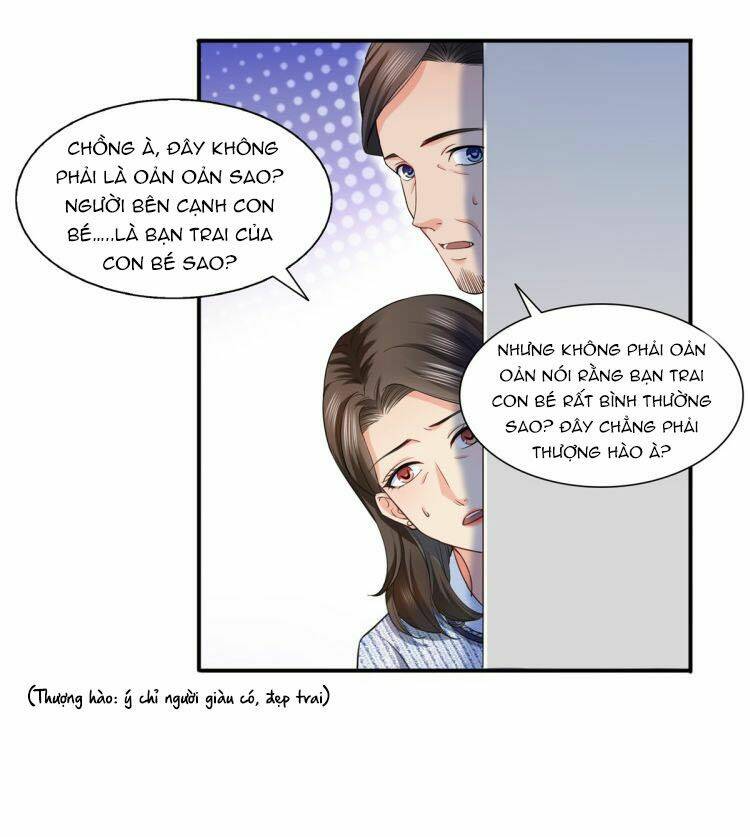 CHỒNG À, ĐÂY KHÔNG
PHẢI LÀ OẢN OẢN SAO?
NGƯỜI BÊN CẠNH CON
BÉ.....LÀ BẠN TRAI CỦA
CON BÉ SAO?
NHƯNG KHÔNG PHẢI OẢN
OẢN NÓI RẰNG BẠN TRAI
CON BÉ RẤT BÌNH THƯỜNG
SAO? ĐÂY CHẲNG PHẢI
THƯỢNG HÀO À?
(Thượng hào: ý chỉ người giàu có, đẹp trai)